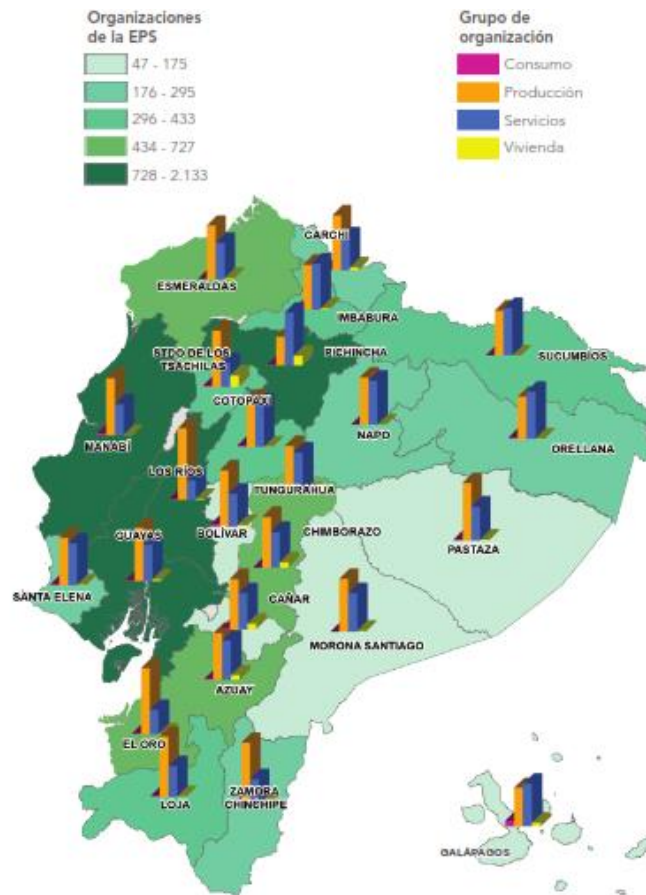 Organizaciones
de la EPS
47 - 175
176 - 295
296 - 433
434 - 727
728 - 2.133
Grupo de
organización
Consumo
Producción
Servicios
Vivienda
CARCHI
ESMERALDAS
IMBABURA
STDO DE LOS
TSACHILAS
PICHINCHA
SUCUMBÍOS
COTOPAXI
MANABÍ
NAPO
ORELLANA
LOS RÍOS
TUNGURAHUA
BOLÍVAR
CHIMBORAZO
GUAYAS
PASTAZA
SANTA ELENA
CAÑAR
MORONA SANTIAGO
AZUAY
EL ORO
ZAMORA
CHINCHIPE
LOJA
GALÁPAGOS